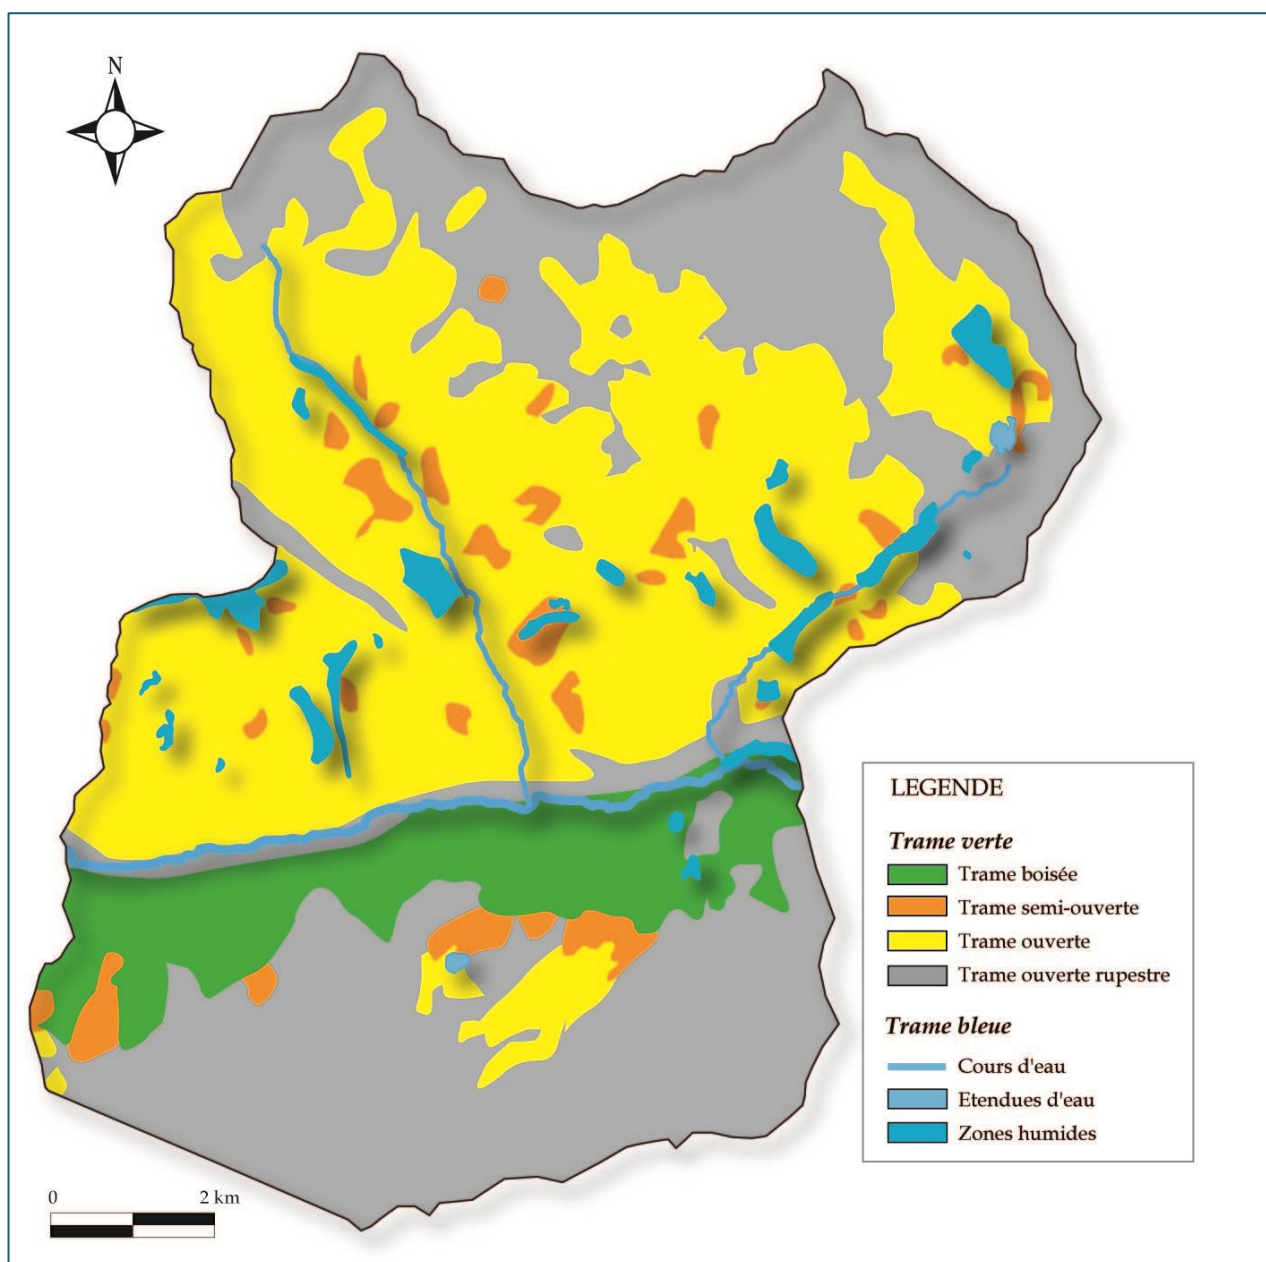 N
LEGENDE
Trame verte
Trame boisée
Trame semi-ouverte
Trame ouverte
Trame ouverte rupestre
Trame bleue
Cours d'eau
Etendues d'eau
Zones humides
0 2 km